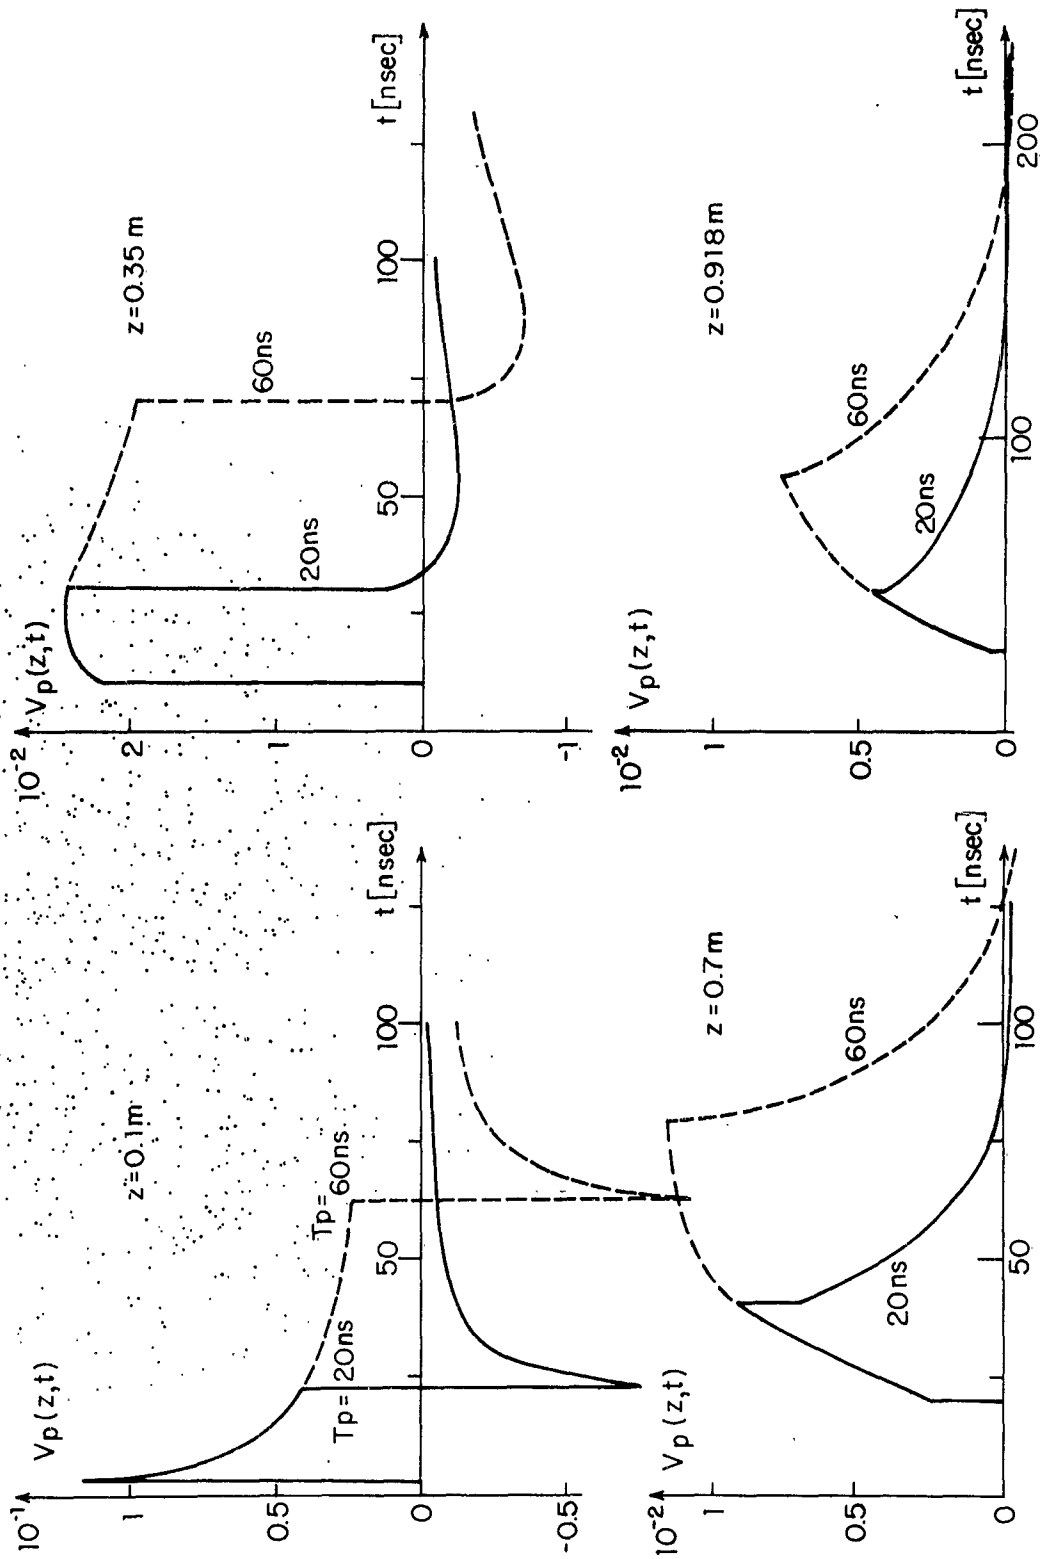 10⁻¹
Vp(z,t)
z=0.1m
Tp=20ns
Tp=60ns
1
0.5
0
-0.5
50
100
t[nsec]
10⁻²
Vp(z,t)
z=0.35m
20ns
60ns
2
1
0
-1
50
100
t[nsec]
10⁻²
Vp(z,t)
z=0.7m
20ns
60ns
1
0.5
0
50
100
t[nsec]
10⁻²
Vp(z,t)
z=0.918m
20ns
60ns
1
0.5
0
100
200
t[nsec]